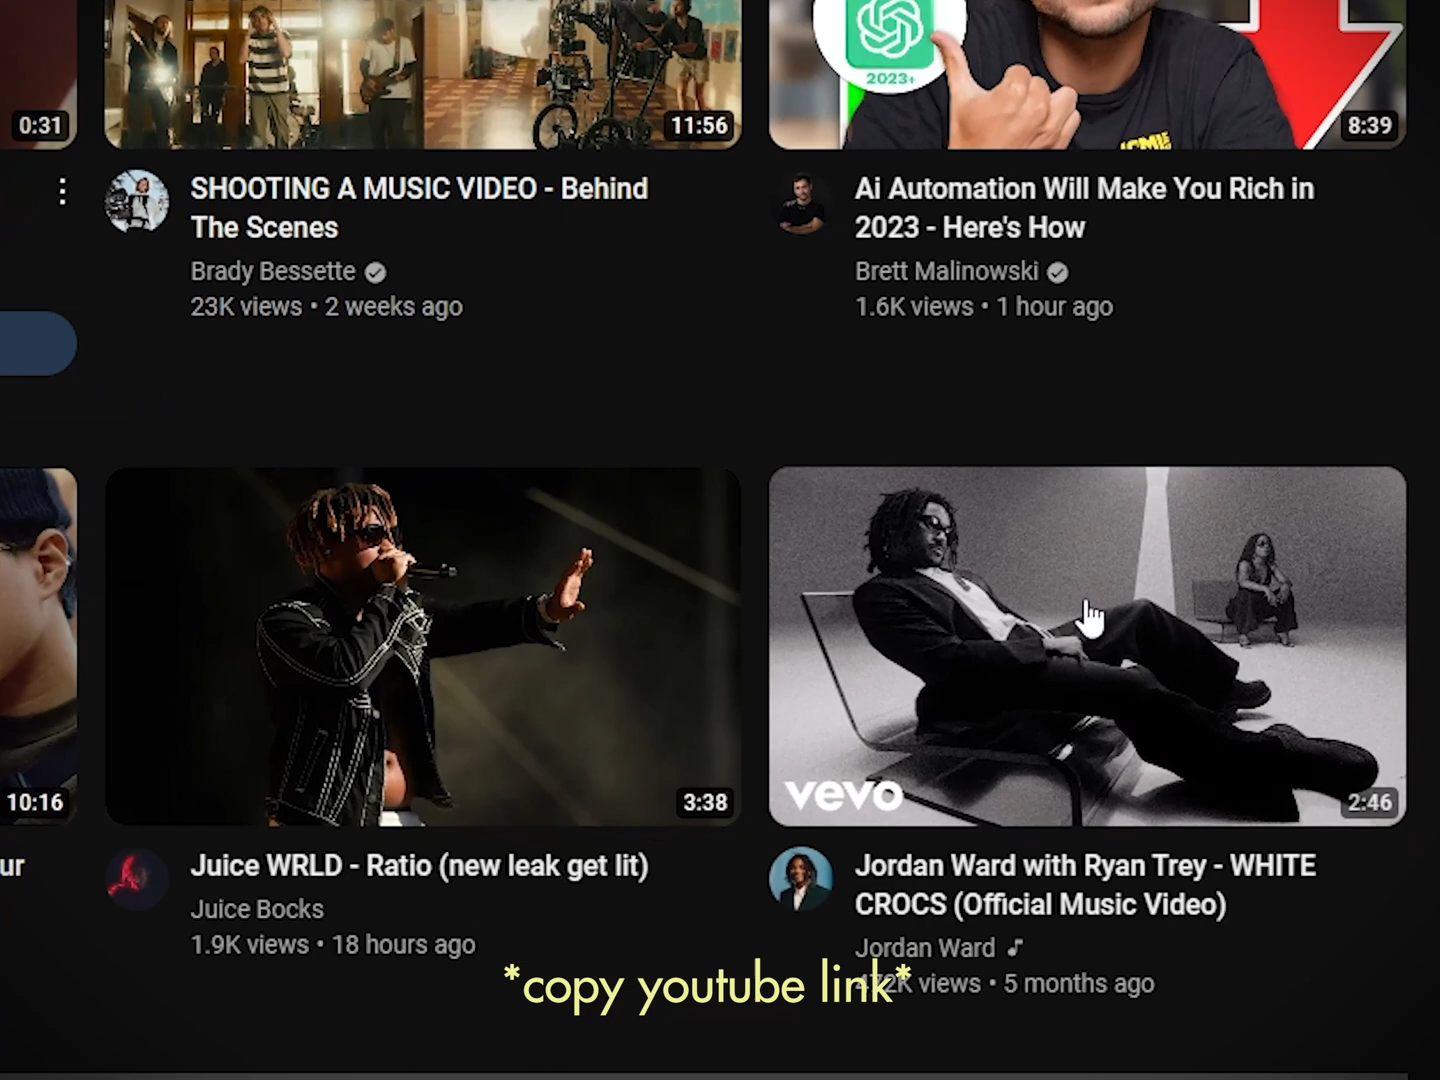 0:31
11:56
2023+
8:39
SHOOTING A MUSIC VIDEO - Behind
The Scenes
Brady Bessette
23K views • 2 weeks ago
Ai Automation Will Make You Rich in
2023 - Here's How
Brett Malinowski
1.6K views • 1 hour ago
10:16
3:38
vevo
2:46
ur
Juice WRLD - Ratio (new leak get lit)
Juice Bocks
1.9K views • 18 hours ago
Jordan Ward with Ryan Trey - WHITE
CROCS (Official Music Video)
Jordan Ward
views • 5 months ago
*copy youtube link*